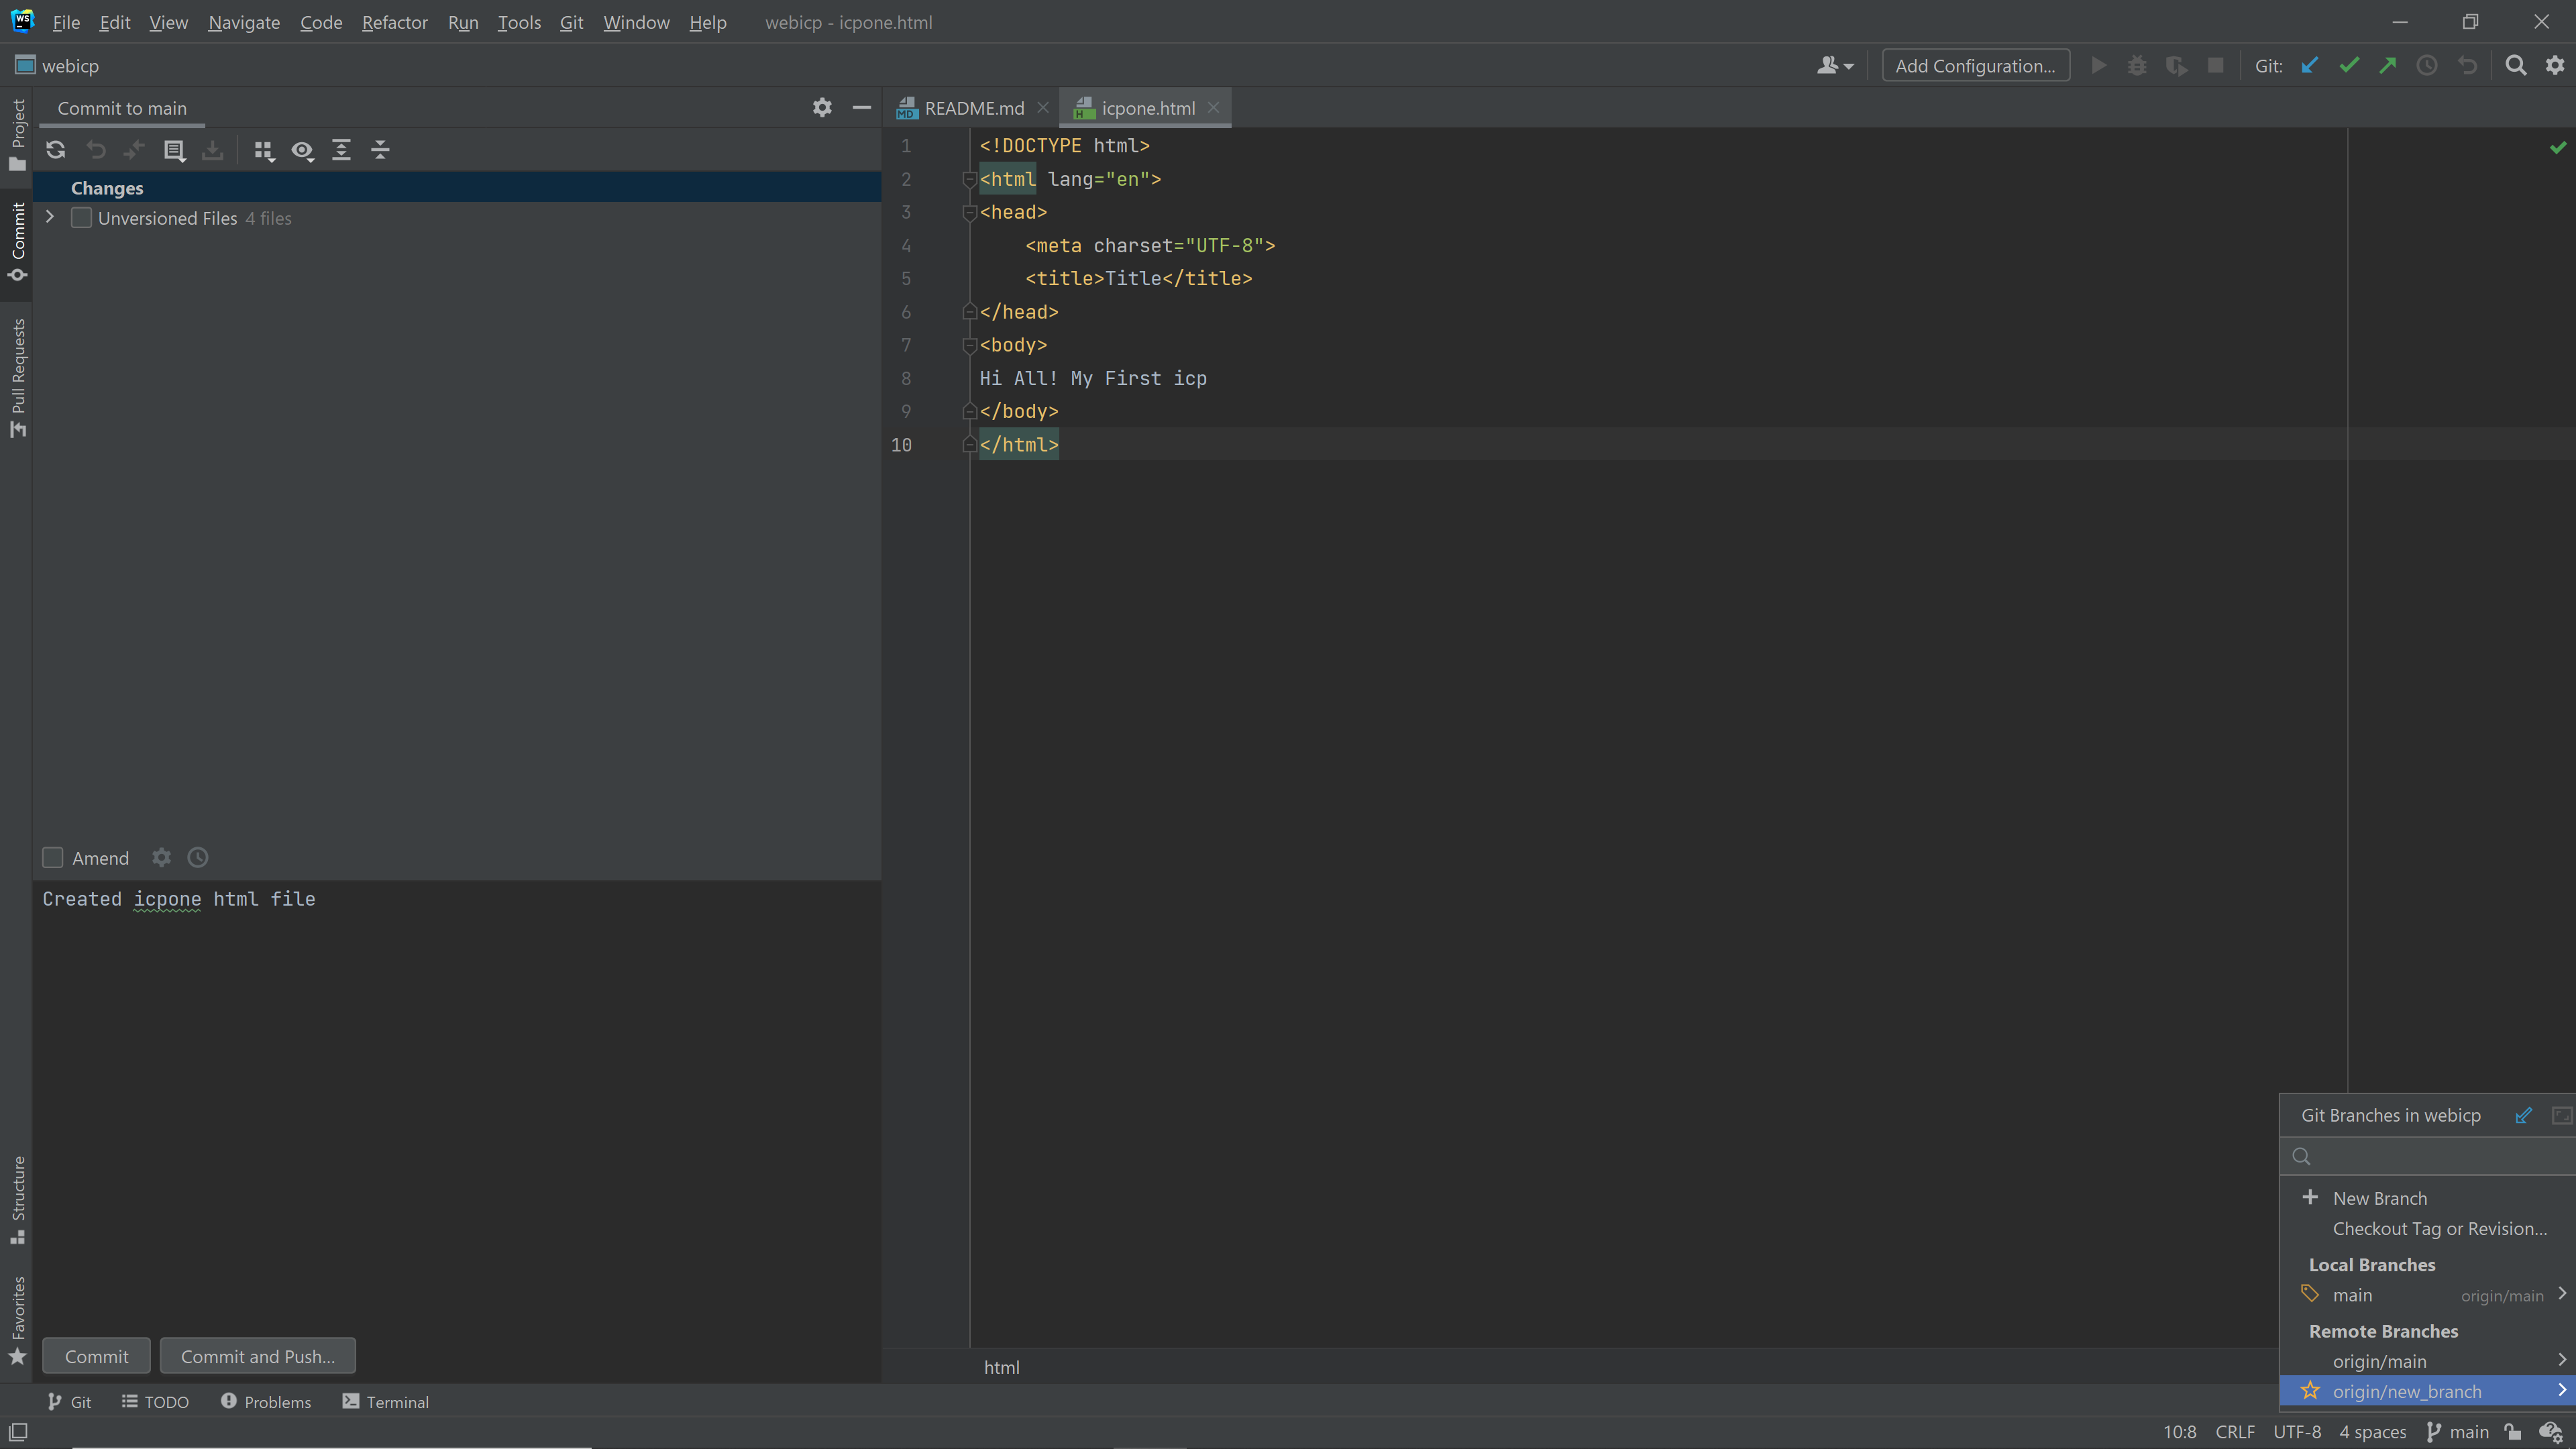 WS File Edit View Navigate Code Refactor Run Tools Git Window Help webicp - icpone.html
webicp Add Configuration... Git:
Project
Commit
Pull Requests
Structure
Favorites
Commit to main
Changes
Unversioned Files 4 files
Amend
Created icpone html file
Commit Commit and Push...
MD README.md H icpone.html
1 <!DOCTYPE html>
2 <html lang="en">
3 <head>
4 <meta charset="UTF-8">
5 <title>Title</title>
6 </head>
7 <body>
8 Hi All! My First icp
9 </body>
10 </html>
html
Git Branches in webicp
New Branch
Checkout Tag or Revision...
Local Branches
main origin/main
Remote Branches
origin/main
origin/new_branch
Git TODO Problems Terminal
10:8 CRLF UTF-8 4 spaces main